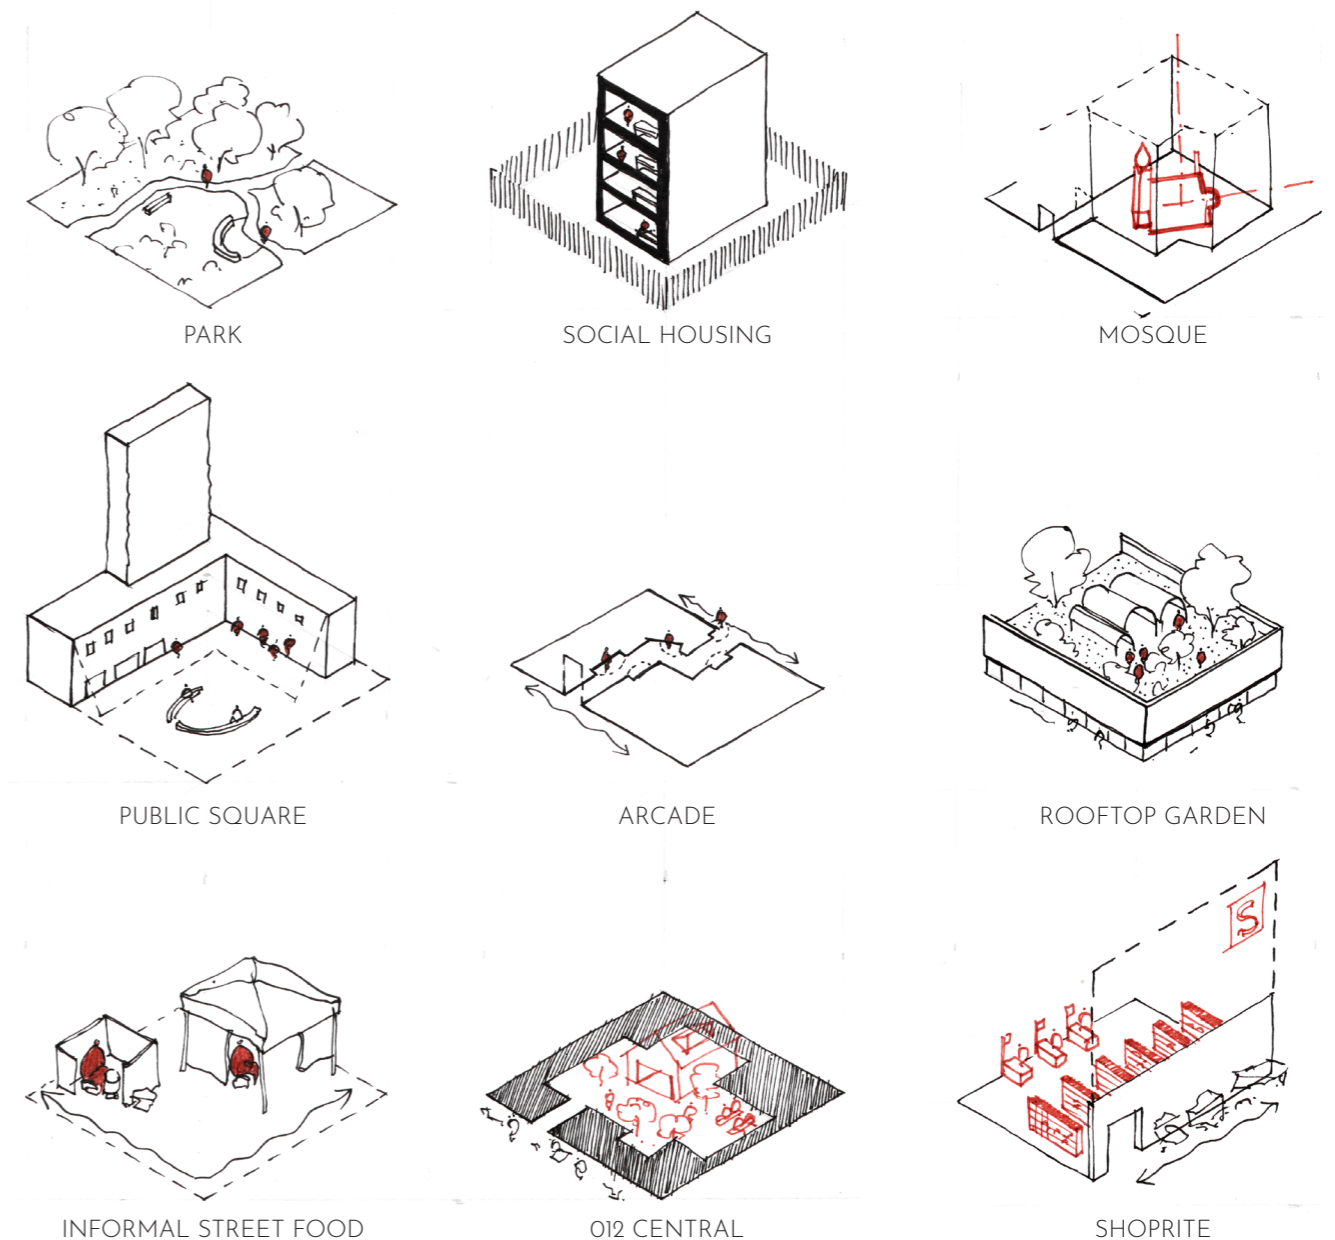 PARK
SOCIAL HOUSING
MOSQUE
PUBLIC SQUARE
ARCADE
ROOFTOP GARDEN
S
INFORMAL STREET FOOD
012 CENTRAL
SHOPRITE